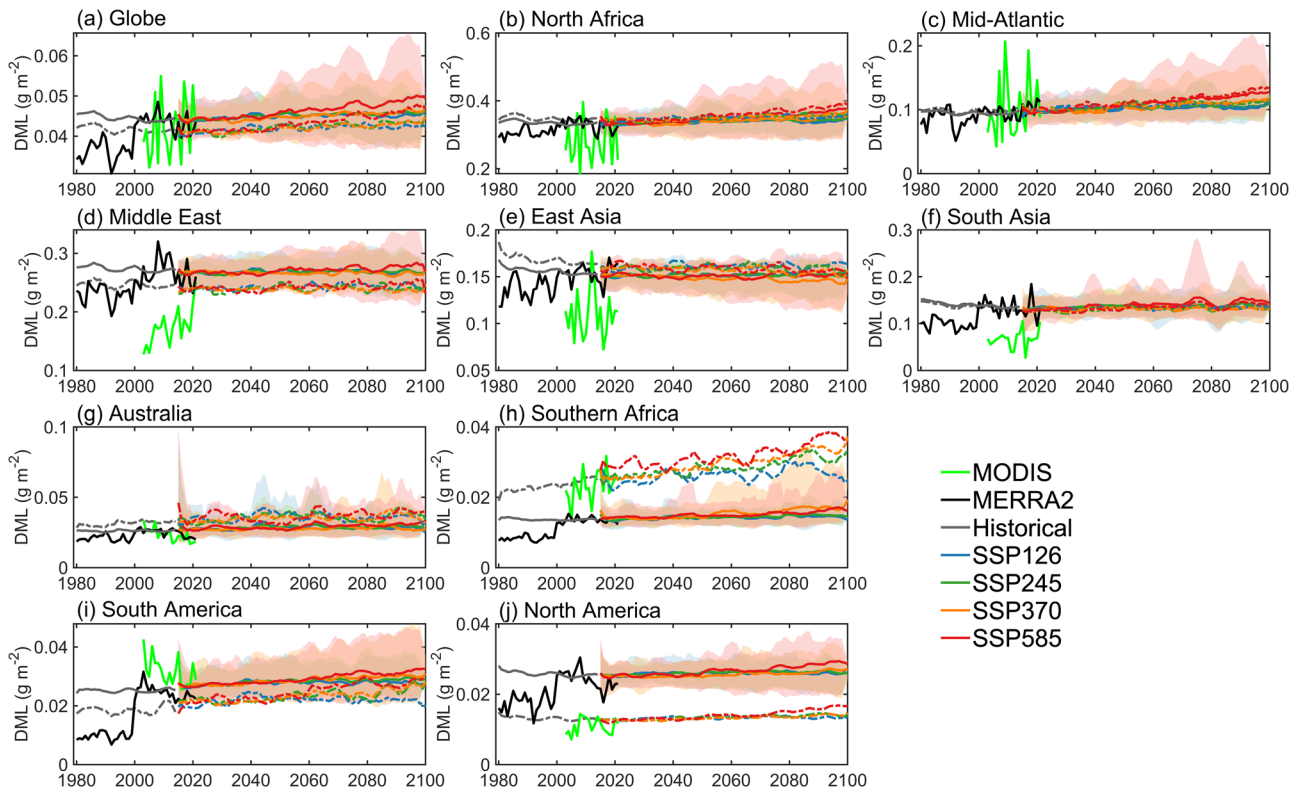 (a) Globe
(b) North Africa
(c) Mid-Atlantic
DML (g m⁻²)
0.06
0.05
0.04
1980 2000 2020 2040 2060 2080 2100
DML (g m⁻²)
0.6
0.4
0.2
1980 2000 2020 2040 2060 2080 2100
DML (g m⁻²)
0.2
0.1
0
1980 2000 2020 2040 2060 2080 2100
(d) Middle East
(e) East Asia
(f) South Asia
DML (g m⁻²)
0.3
0.2
0.1
1980 2000 2020 2040 2060 2080 2100
DML (g m⁻²)
0.2
0.15
0.1
0.05
1980 2000 2020 2040 2060 2080 2100
DML (g m⁻²)
0.3
0.2
0.1
0
1980 2000 2020 2040 2060 2080 2100
(g) Australia
(h) Southern Africa
DML (g m⁻²)
0.1
0.05
0
1980 2000 2020 2040 2060 2080 2100
DML (g m⁻²)
0.04
0.02
0
1980 2000 2020 2040 2060 2080 2100
(i) South America
(j) North America
DML (g m⁻²)
0.04
0.02
0
1980 2000 2020 2040 2060 2080 2100
DML (g m⁻²)
0.04
0.02
0
1980 2000 2020 2040 2060 2080 2100
MODIS
MERRA2
Historical
SSP126
SSP245
SSP370
SSP585